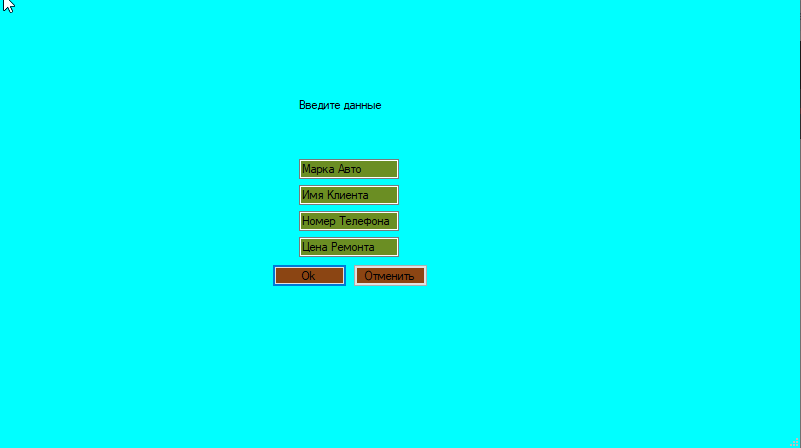 Введите данные
Марка Авто
Имя Клиента
Номер Телефона
Цена Ремонта
Ok Отменить